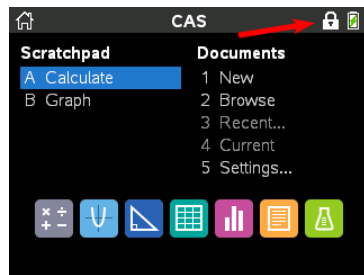 CAS
Scratchpad
A Calculate
B Graph
Documents
1 New
2 Browse
3 Recent...
4 Current
5 Settings...